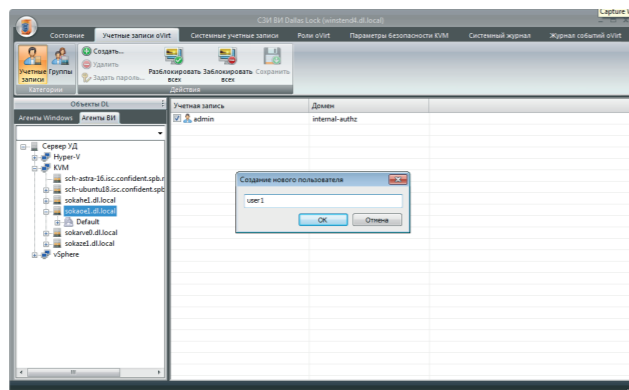 Capture
СЗИ ВИ Dallas Lock (winstend4.dl.local)
Состояние Учетные записи oVirt Системные учетные записи Роли oVirt Параметры безопасности KVM Системный журнал Журнал событий oVirt
Учетные записи
Группы
Создать...
Удалить
Задать пароль...
Разблокировать всех
Заблокировать всех
Сохранить
Категории Действия
Объекты DL
Агенты Windows Агенты ВИ
Учетная запись Домен
admin internal-authz
Сервер УД
Hyper-V
KVM
sch-astra-16.isc.confident.spb.r
sch-ubuntu18.isc.confident.spb
sokahe1.dl.local
sokaoe1.dl.local
Default
sokarve0.dl.local
sokaze1.dl.local
vSphere
Создание нового пользователя
user1
OK Отмена